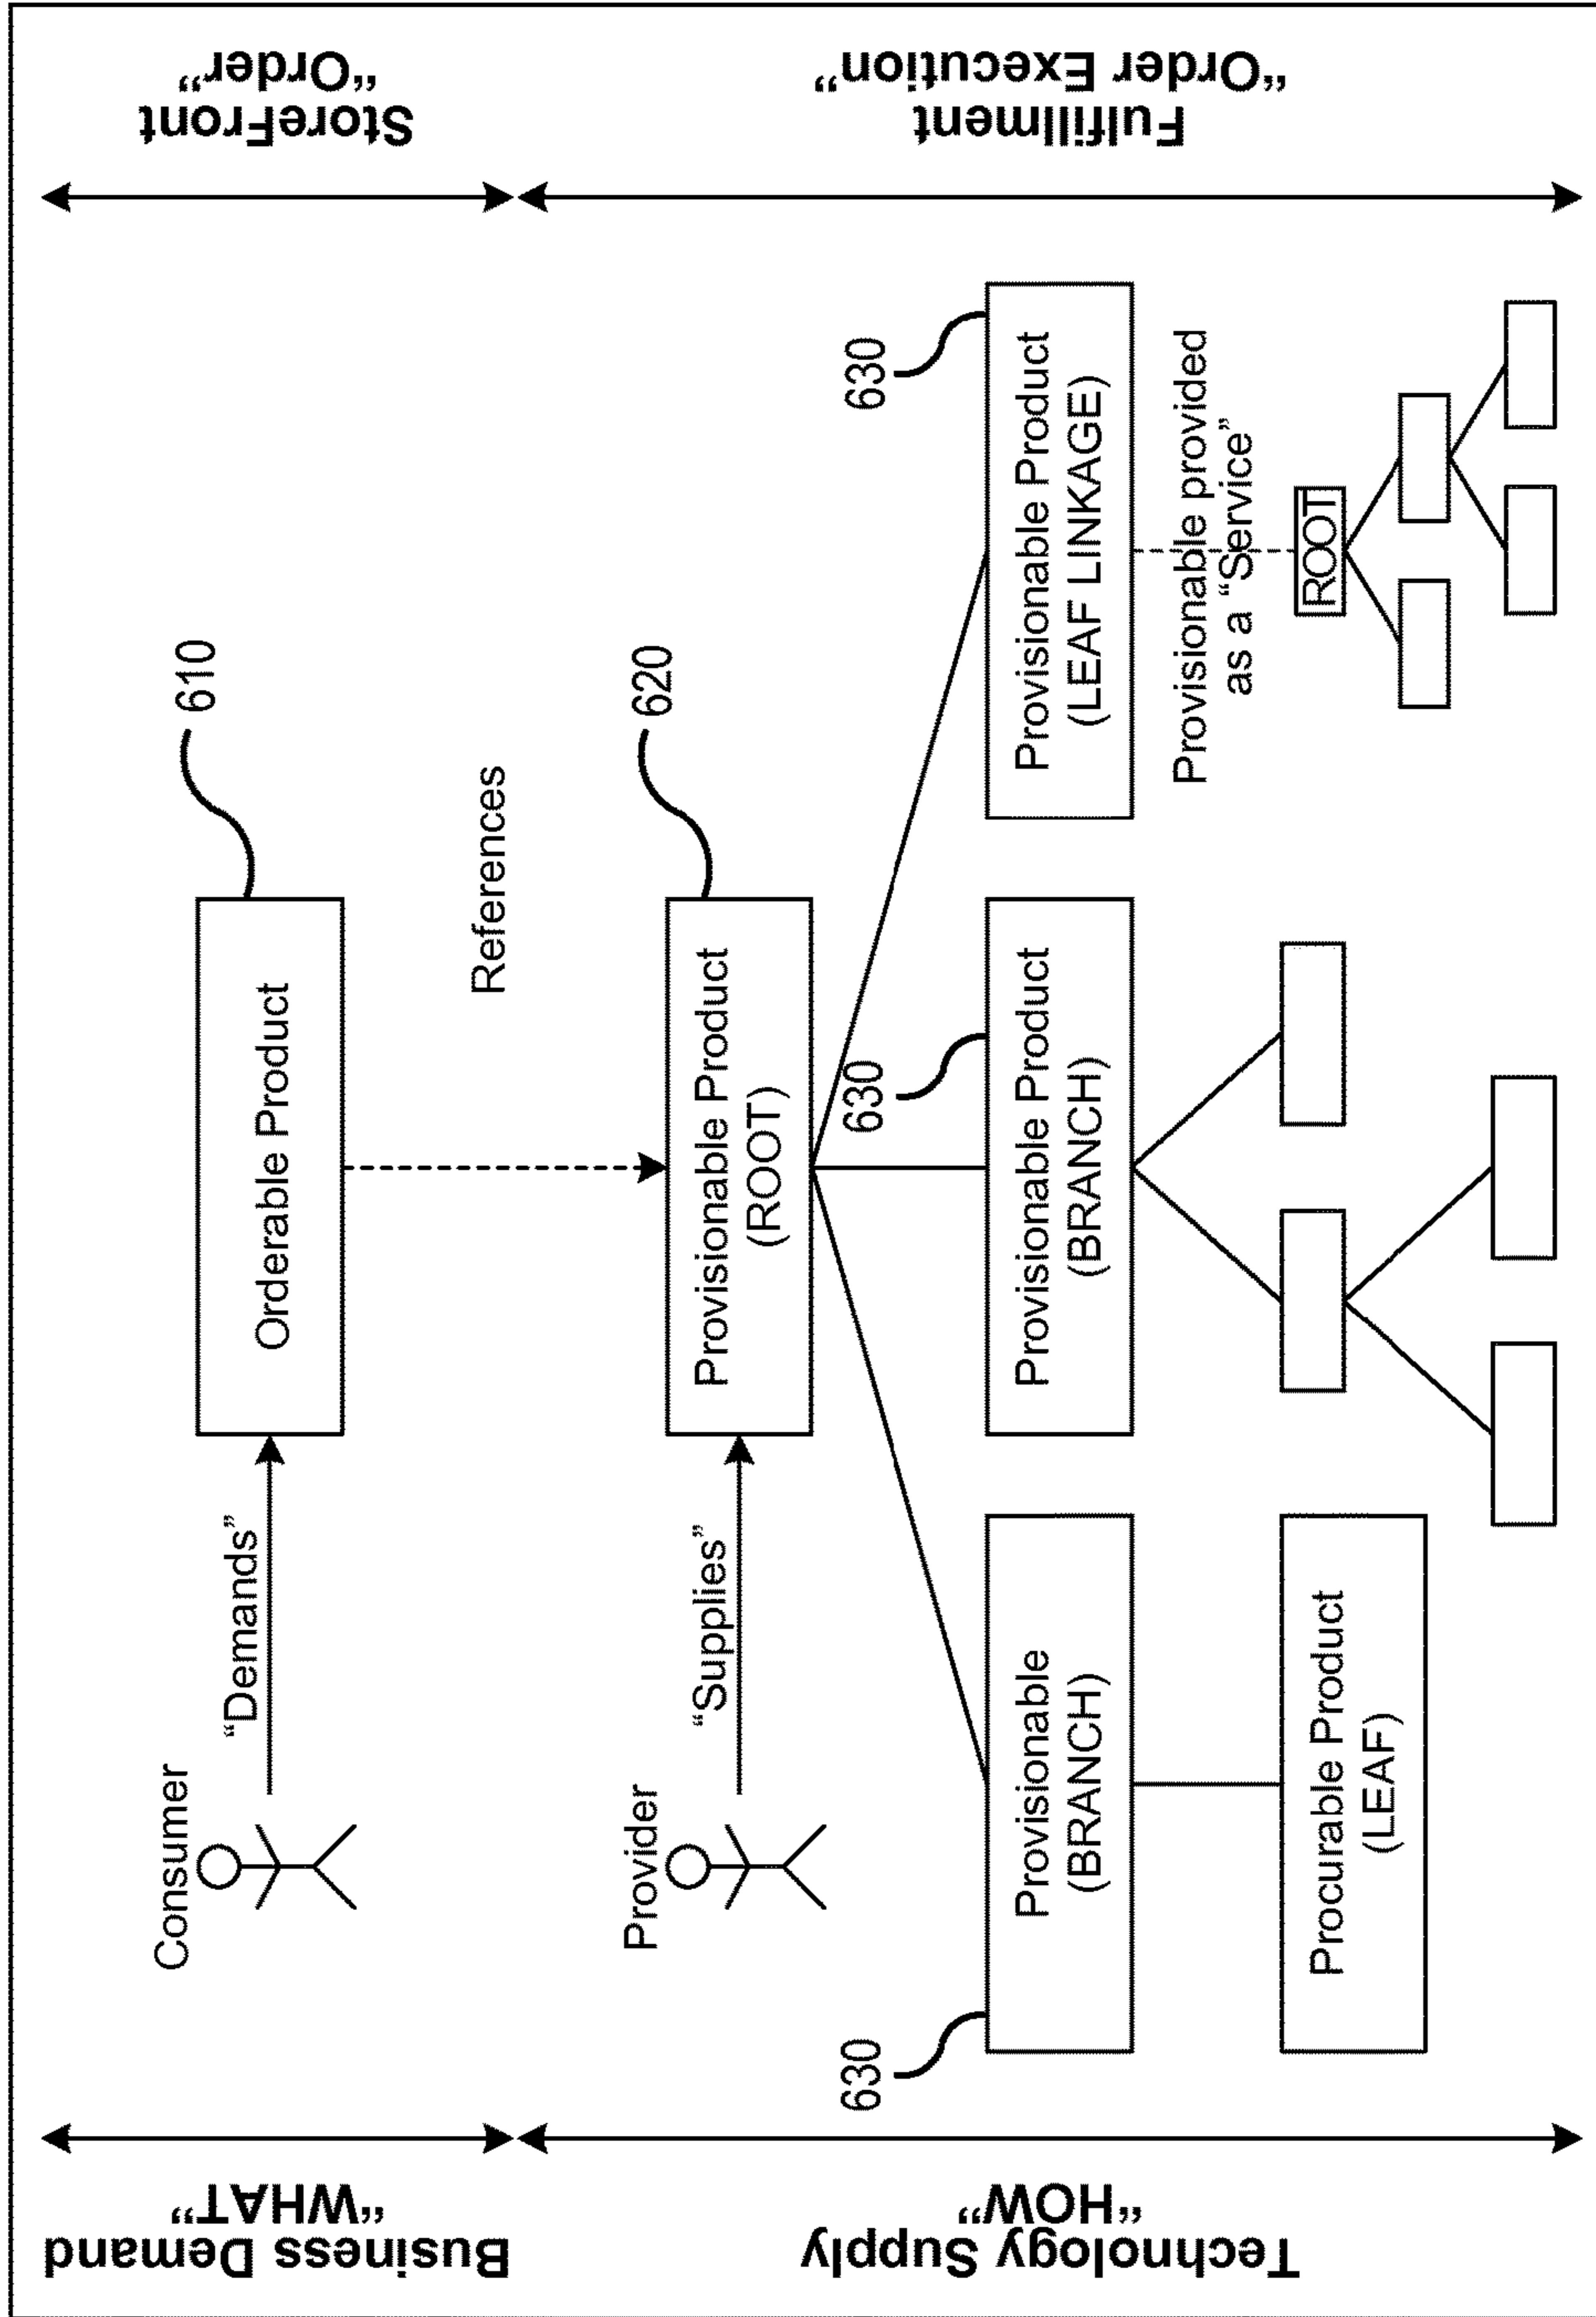 Business Demand
“WHAT”
StoreFront
“Order”
Consumer
“Demands”
Orderable Product
610
References
Technology Supply
“HOW”
Fulfillment
“Order Execution”
Provider
“Supplies”
Provisionable Product
(ROOT)
620
630
Provisionable
(BRANCH)
630
Provisionable Product
(BRANCH)
630
Provisionable Product
(LEAF LINKAGE)
Procurable Product
(LEAF)
Provisionable provided
as a “Service”
ROOT